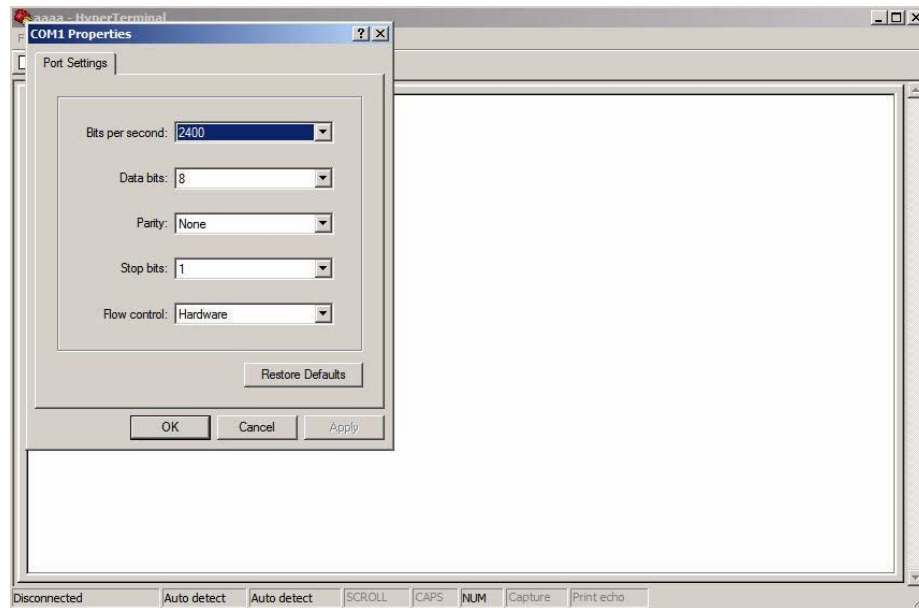 aaaa - HyperTerminal
COM1 Properties
Port Settings
Bits per second: 2400
Data bits: 8
Parity: None
Stop bits: 1
Flow control: Hardware
Restore Defaults
OK Cancel Apply
Disconnected Auto detect Auto detect SCROLL CAPS NUM Capture Print echo